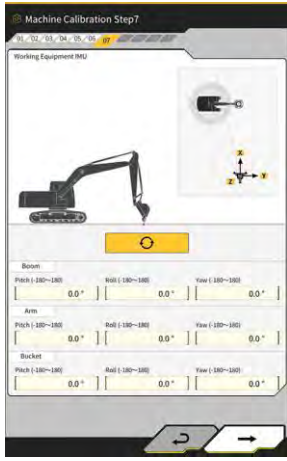 Machine Calibration Step7
01 02 03 04 05 06 07
Working Equipment IMU
X
Z Y
Boom
Pitch (-180~180) Roll (-180~180) Yaw (-180~180)
0.0 ° 0.0 ° 0.0 °
Arm
Pitch (-180~180) Roll (-180~180) Yaw (-180~180)
0.0 ° 0.0 ° 0.0 °
Bucket
Pitch (-180~180) Roll (-180~180) Yaw (-180~180)
0.0 ° 0.0 ° 0.0 °